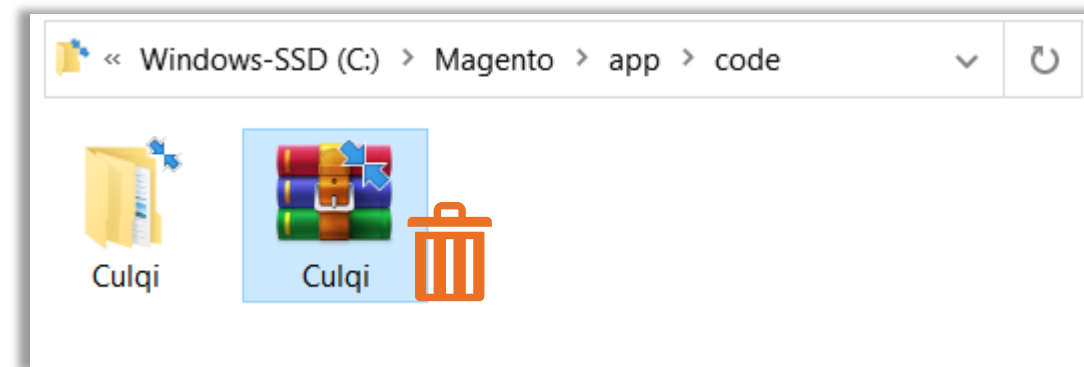 « Windows-SSD (C:) > Magento > app > code
Culqi Culqi